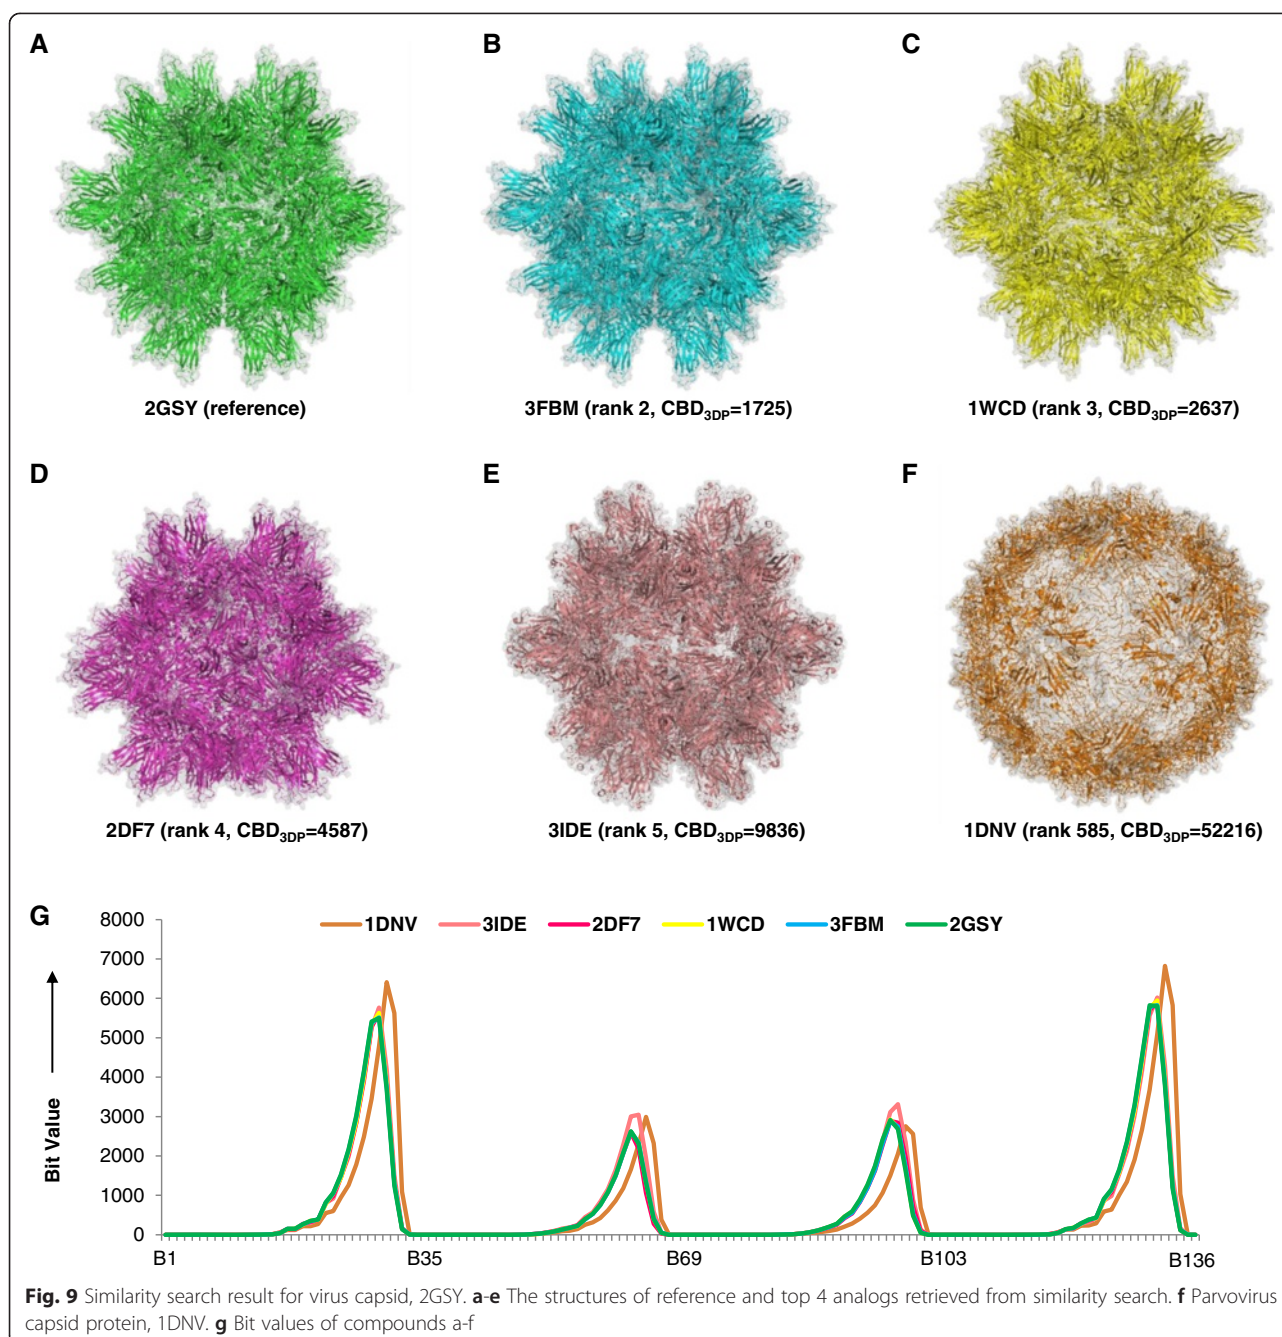 A
B
C
2GSY (reference)
3FBM (rank 2, CBD3DP=1725)
1WCD (rank 3, CBD3DP=2637)
D
E
F
2DF7 (rank 4, CBD3DP=4587)
3IDE (rank 5, CBD3DP=9836)
1DNV (rank 585, CBD3DP=52216)
G
1DNV 3IDE 2DF7 1WCD 3FBM 2GSY
Bit Value
8000
7000
6000
5000
4000
3000
2000
1000
0
B1 B35 B69 B103 B136
Fig. 9 Similarity search result for virus capsid, 2GSY. a-e The structures of reference and top 4 analogs retrieved from similarity search. f Parvovirus
capsid protein, 1DNV. g Bit values of compounds a-f